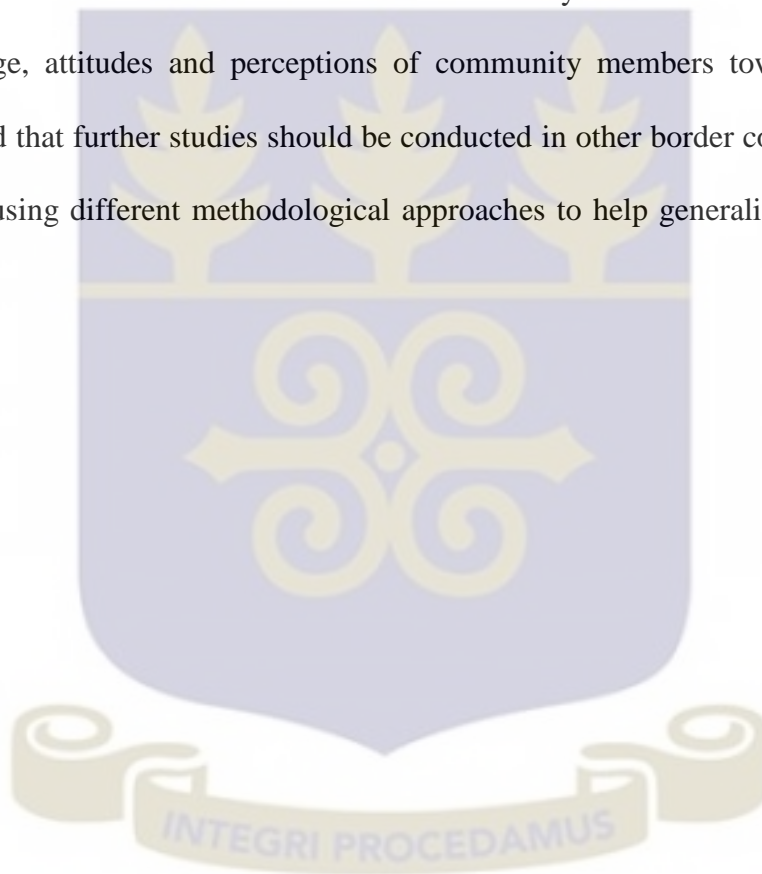 ge, attitudes and perceptions of community members tov
d that further studies should be conducted in other border co
using different methodological approaches to help generalis
INTEGRI PROCEDAMUS